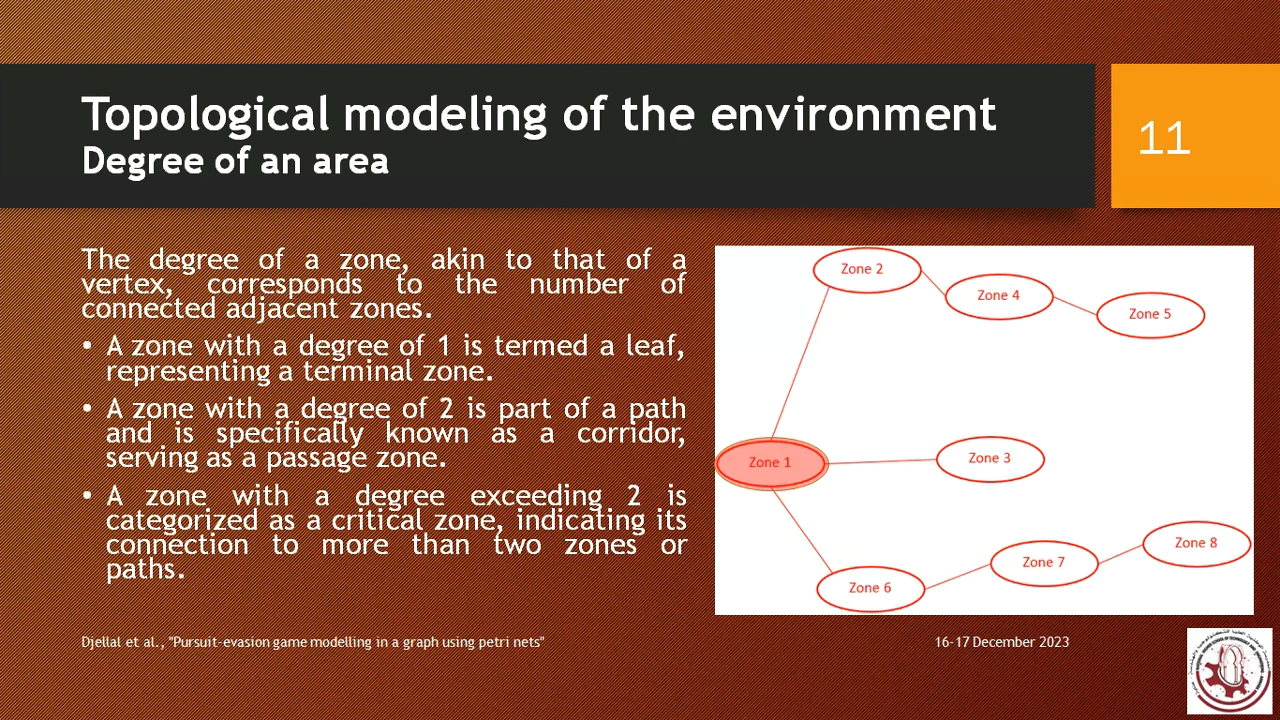 Topological modeling of the environment
Degree of an area
11
The degree of a zone, akin to that of a
vertex, corresponds to the number of
connected adjacent zones.
• A zone with a degree of 1 is termed a leaf,
representing a terminal zone.
• A zone with a degree of 2 is part of a path
and is specifically known as a corridor,
serving as a passage zone.
• A zone with a degree exceeding 2 is
categorized as a critical zone, indicating its
connection to more than two zones or
paths.
Zone 2
Zone 4
Zone 5
Zone 1
Zone 3
Zone 6
Zone 7
Zone 8
Djellal et al., "Pursuit-evasion game modelling in a graph using petri nets"
16-17 December 2023